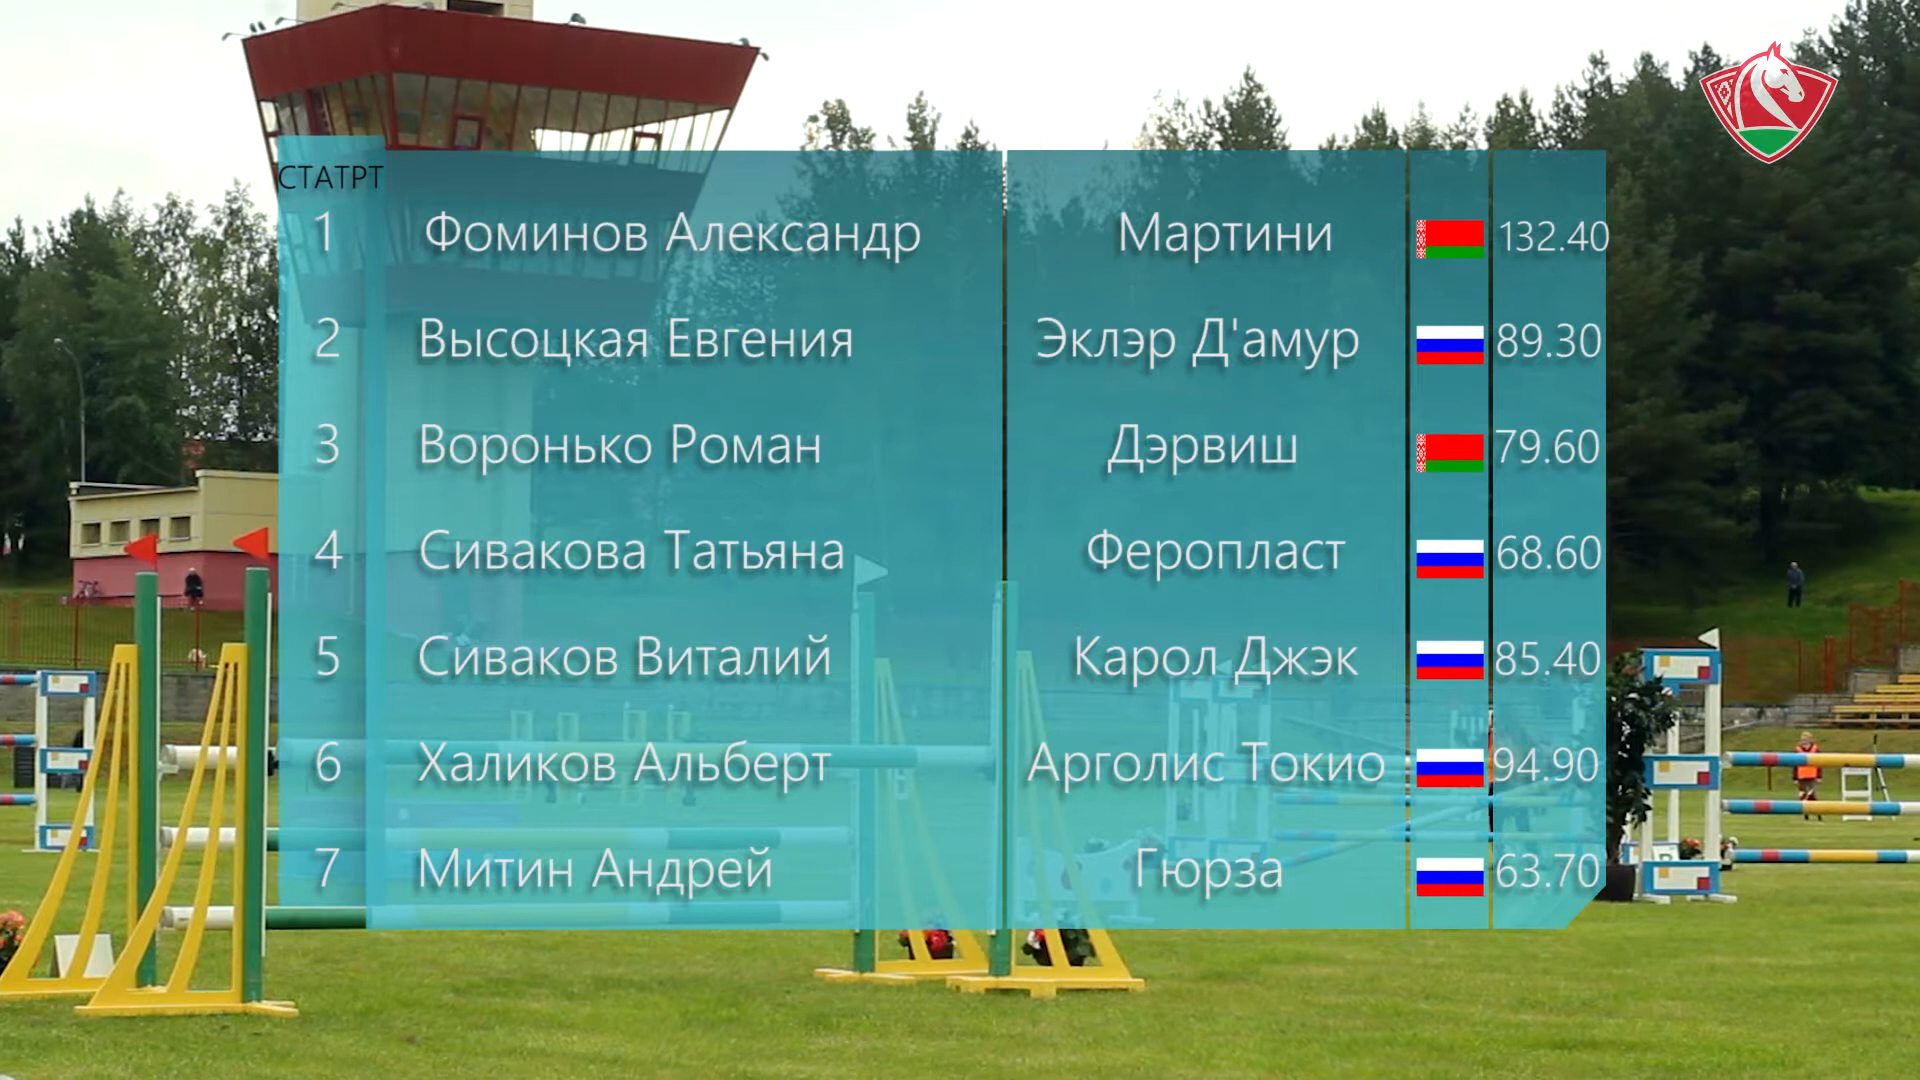 СТАТРТ
1 Фоминов Александр Мартини 132.40
2 Высоцкая Евгения Эклэр Д'амур 89.30
3 Воронько Роман Дэрвиш 79.60
4 Сивакова Татьяна Феропласт 68.60
5 Сиваков Виталий Карол Джэк 85.40
6 Халиков Альберт Арголис Токио 94.90
7 Митин Андрей Гюрза 63.70